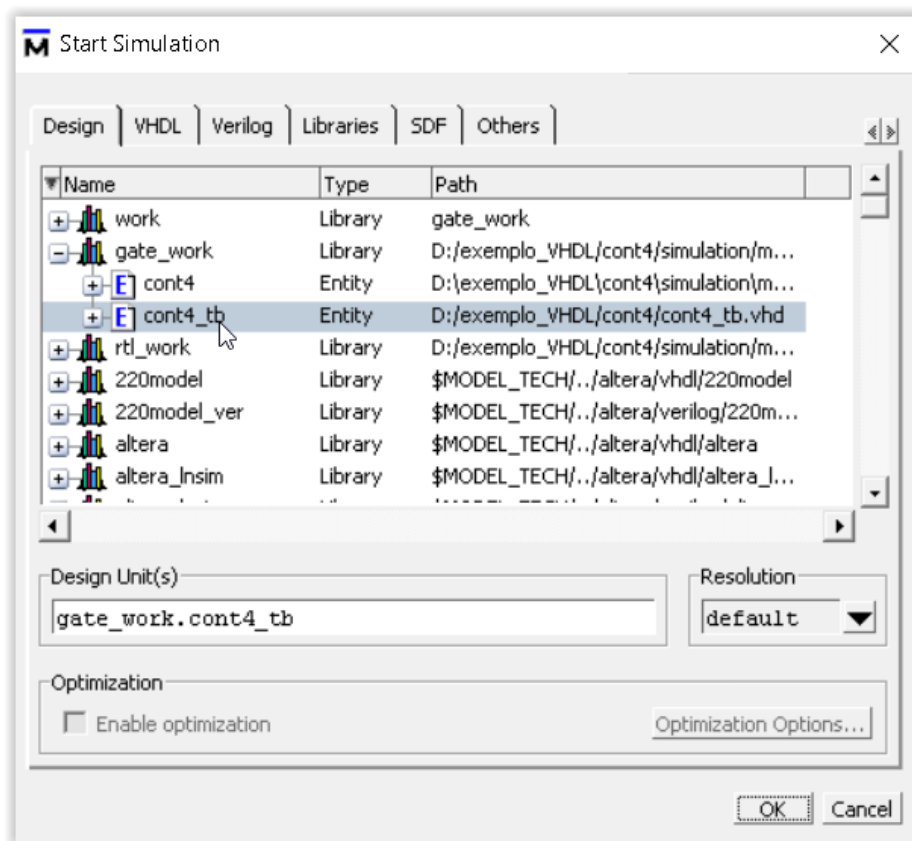 Start Simulation
Design VHDL Verilog Libraries SDF Others
Name Type Path
work Library gate_work
gate_work Library D:/exemplo_VHDL/cont4/simulation/m...
cont4 Entity D:\exemplo_VHDL\cont4\simulation\m...
cont4_tb Entity D:/exemplo_VHDL/cont4/cont4_tb.vhd
rtl_work Library D:/exemplo_VHDL/cont4/simulation/m...
220model Library $MODEL_TECH/../altera/vhdl/220model
220model_ver Library $MODEL_TECH/../altera/verilog/220m...
altera Library $MODEL_TECH/../altera/vhdl/altera
altera_lnsim Library $MODEL_TECH/../altera/vhdl/altera_l...
Design Unit(s) Resolution
gate_work.cont4_tb default
Optimization
Enable optimization Optimization Options...
OK Cancel